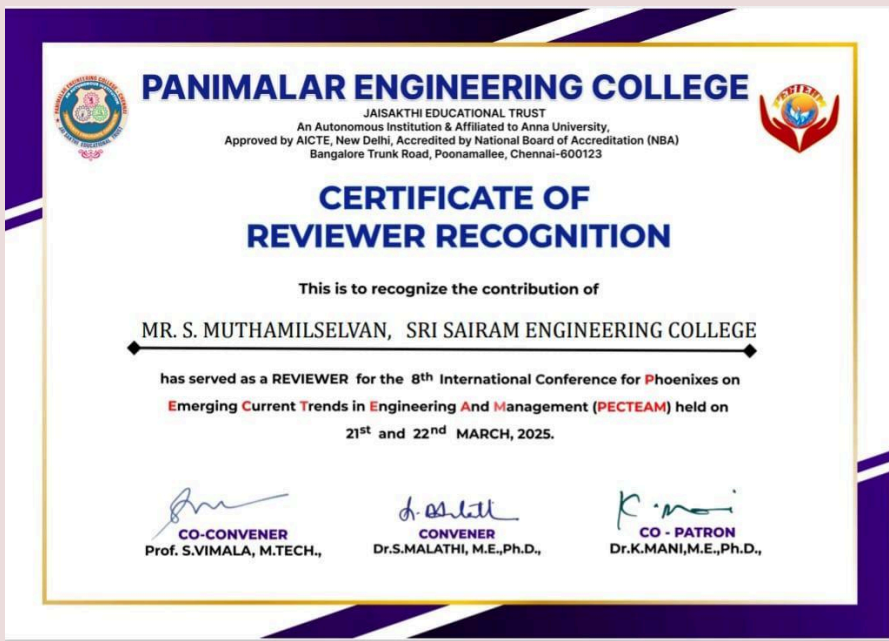 PANIMALAR ENGINEERING COLLEGE
JAISAKTHI EDUCATIONAL TRUST
An Autonomous Institution & Affiliated to Anna University,
Approved by AICTE, New Delhi, Accredited by National Board of Accreditation (NBA)
Bangalore Trunk Road, Poonamallee, Chennai-600123
CERTIFICATE OF
REVIEWER RECOGNITION
This is to recognize the contribution of
MR. S. MUTHAMILSELVAN, SRI SAIRAM ENGINEERING COLLEGE
has served as a REVIEWER for the 8th International Conference for Phoenixes on
Emerging Current Trends in Engineering And Management (PECTEAM) held on
21st and 22nd MARCH, 2025.
CO-CONVENER
Prof. S.VIMALA, M.TECH.,
CONVENER
Dr.S.MALATHI, M.E.,Ph.D.,
CO - PATRON
Dr.K.MANI,M.E.,Ph.D.,